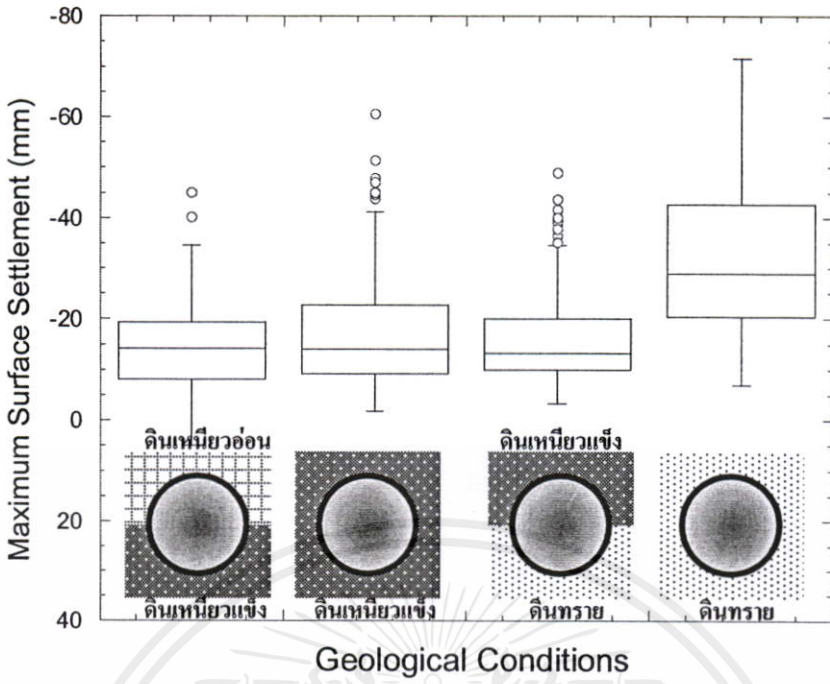 Maximum Surface Settlement (mm)
-80
-60
-40
-20
0
20
40
ดินเหนียวอ่อน
ดินเหนียวแข็ง
ดินเหนียวแข็ง
ดินเหนียวแข็ง
ดินทราย
ดินทราย
Geological Conditions